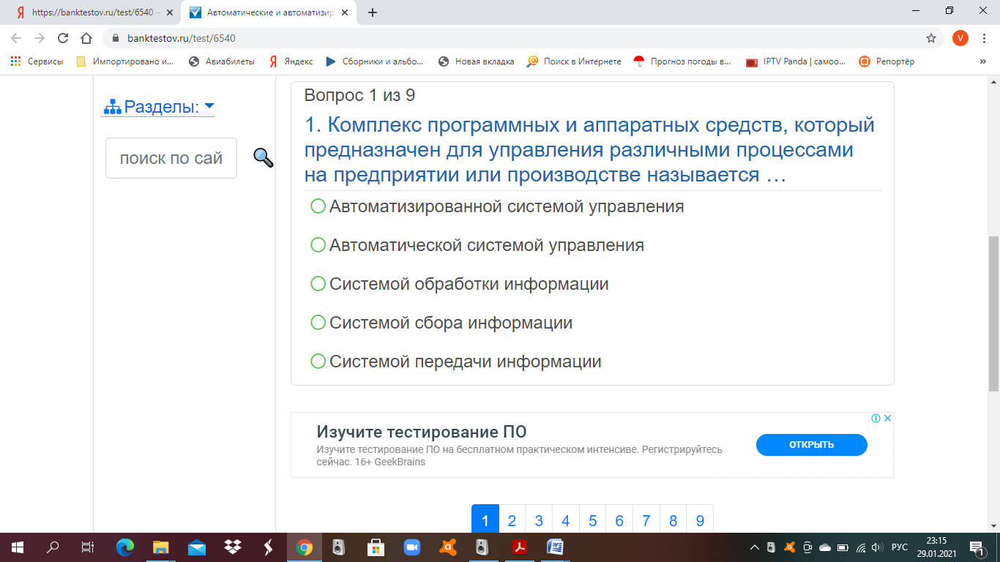 https://banktestov.ru/test/6540 -
Автоматические и автоматизир
banktestov.ru/test/6540
V
Сервисы
Импортировано и...
Авиабилеты
Яндекс
Сборники и альбо...
Новая вкладка
Поиск в Интернете
Прогноз погоды в...
IPTV Panda | самоо...
Репортёр
»
Разделы:
поиск по сай
Вопрос 1 из 9
1. Комплекс программных и аппаратных средств, который
предназначен для управления различными процессами
на предприятии или производстве называется …
Автоматизированной системой управления
Автоматической системой управления
Системой обработки информации
Системой сбора информации
Системой передачи информации
Изучите тестирование ПО
Изучите тестирование ПО на бесплатном практическом интенсиве. Регистрируйтесь
сейчас. 16+ GeekBrains
ОТКРЫТЬ
1 2 3 4 5 6 7 8 9
РУС
23:15
29.01.2021
1